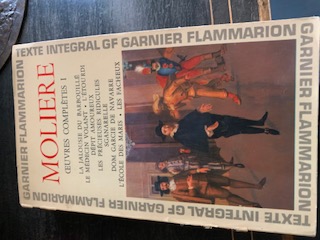 TEXTE INTEGRAL GF GARNIER FLAMMARION
GARNIER FLAMMARION
MOLIERE
ŒUVRES COMPLÈTES 1
LA JALOUSIE DU BARBOUILLÉ
LE MÉDECIN VOLANT • L'ÉTOURDI
DÉPIT AMOUREUX
LES PRÉCIEUSES RIDICULES
SGANARELLE
DOM GARCIE DE NAVARRE
L'ÉCOLE DES MARIS • LES FÂCHEUX
GARNIER FLAMMARION
TEXTE INTEGRAL GF GARNIER FLAMMARION